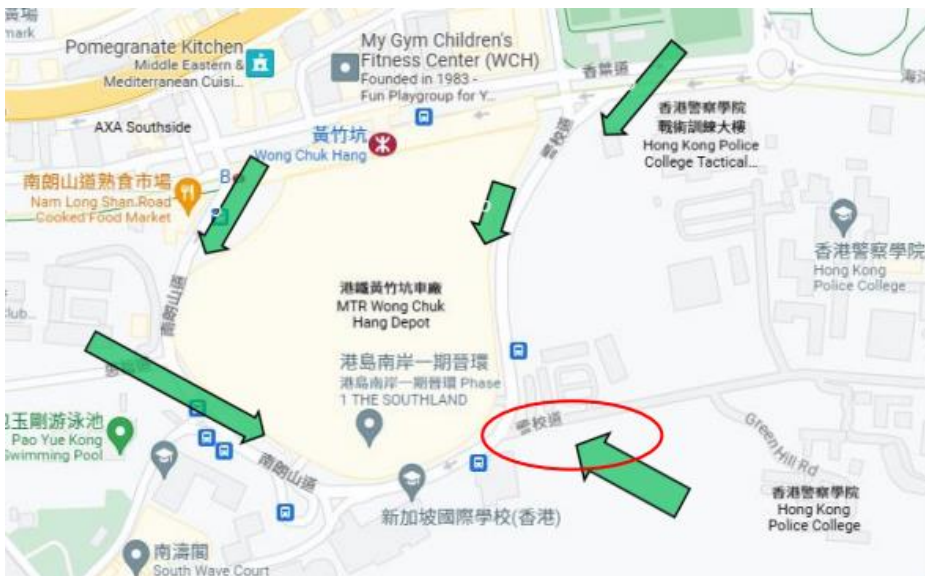 廣場
mark
Pomegranate Kitchen
Middle Eastern &
Mediterranean Cuisi...
My Gym Children's
Fitness Center (WCH)
Founded in 1983 -
Fun Playgroup for Y...
香葉道
海洋
AXA Southside
黃竹坑
Wong Chuk Hang
警校道
香港警察學院
戰術訓練大樓
Hong Kong Police
College Tactical...
南朗山道熟食市場
Nam Long Shan Road
Cooked Food Market
B
香港警察學院
Hong Kong
Police College
南朗山道
港鐵黃竹坑車廠
MTR Wong Chuk
Hang Depot
Club...
港島南岸一期晉環
港島南岸一期晉環 Phase
1 THE SOUTHLAND
包玉剛游泳池
Pao Yue Kong
Swimming Pool
警校道
Green Hill Rd
南朗山道
新加坡國際學校(香港)
香港警察學院
Hong Kong
Police College
南濤閣
South Wave Court